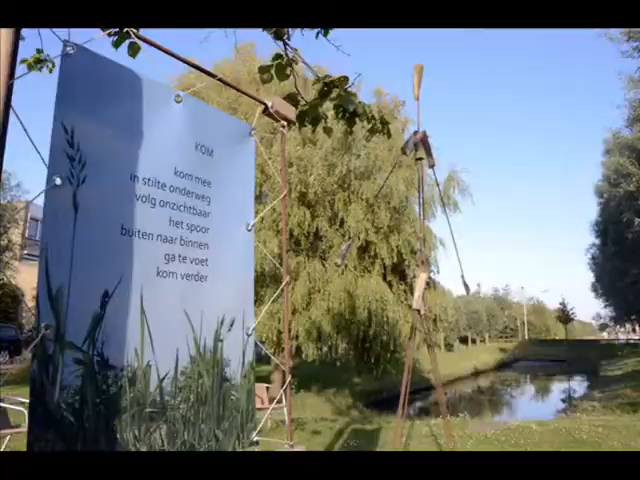 KOM
kom mee
in stilte onderweg
volg onzichtbaar
het spoor
buiten naar binnen
ga te voet
kom verder